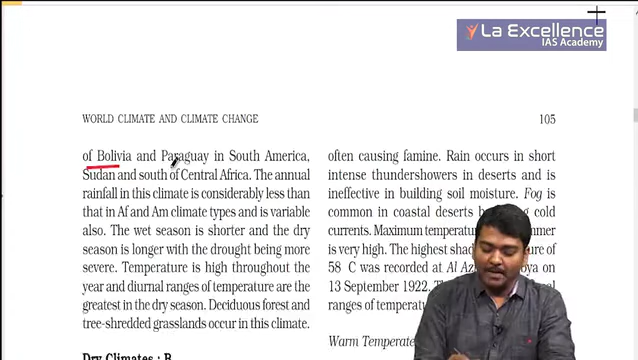 La Excellence
IAS Academy
WORLD CLIMATE AND CLIMATE CHANGE
105
of Bolivia and Paraguay in South America,
Sudan and south of Central Africa. The annual
rainfall in this climate is considerably less than
that in Af and Am climate types and is variable
also. The wet season is shorter and the dry
season is longer with the drought being more
severe. Temperature is high throughout the
year and diurnal ranges of temperature are the
greatest in the dry season. Deciduous forest and
tree-shredded grasslands occur in this climate.
Dry Climates : B
often causing famine. Rain occurs in short
intense thundershowers in deserts and is
ineffective in building soil moisture. Fog is
common in coastal deserts cold
currents. Maximum
is very high. The highest of
58 C was recorded at Al
13 September 1922.
ranges of
Warm